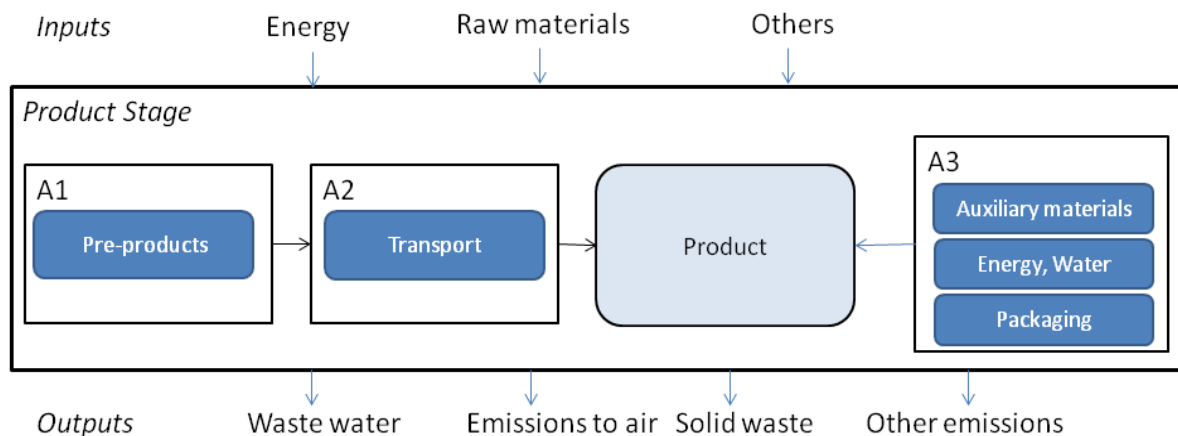 Inputs Energy Raw materials Others
Product Stage
A1
Pre-products
A2
Transport
Product
A3
Auxiliary materials
Energy, Water
Packaging
Outputs Waste water Emissions to air Solid waste Other emissions